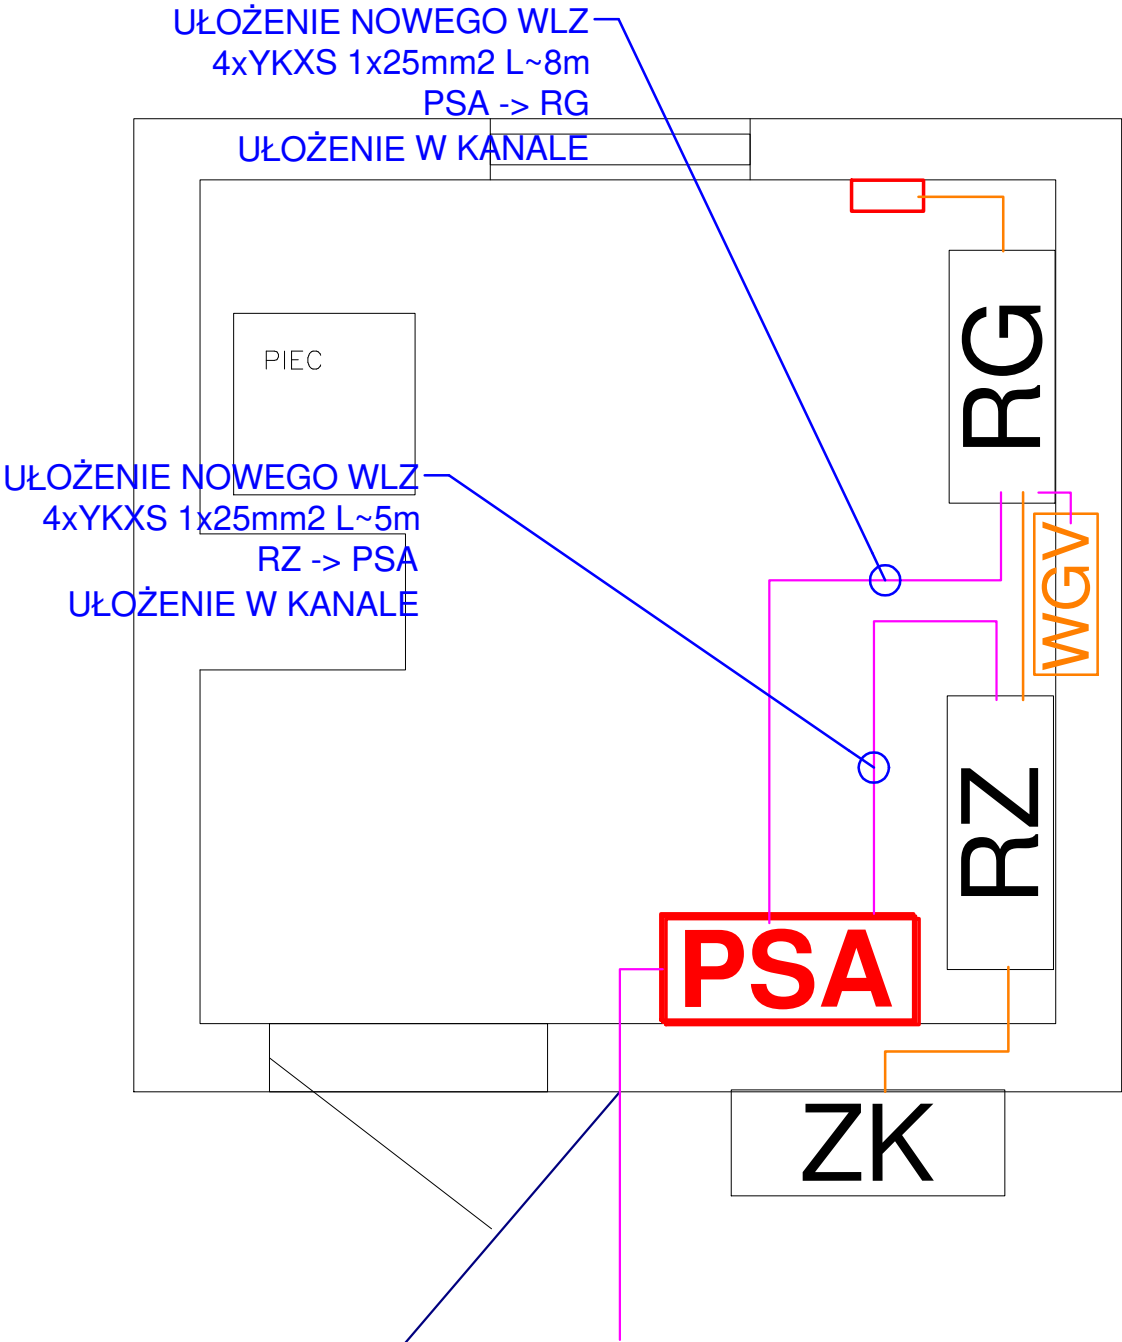 UŁOŻENIE NOWEGO WLZ
4xYKXS 1x25mm2 L~8m
PSA -> RG
UŁOŻENIE W KANALE
RG
PIEC
UŁOŻENIE NOWEGO WLZ
4xYKXS 1x25mm2 L~5m
RZ -> PSA
UŁOŻENIE W KANALE
WGV
RZ
PSA
ZK